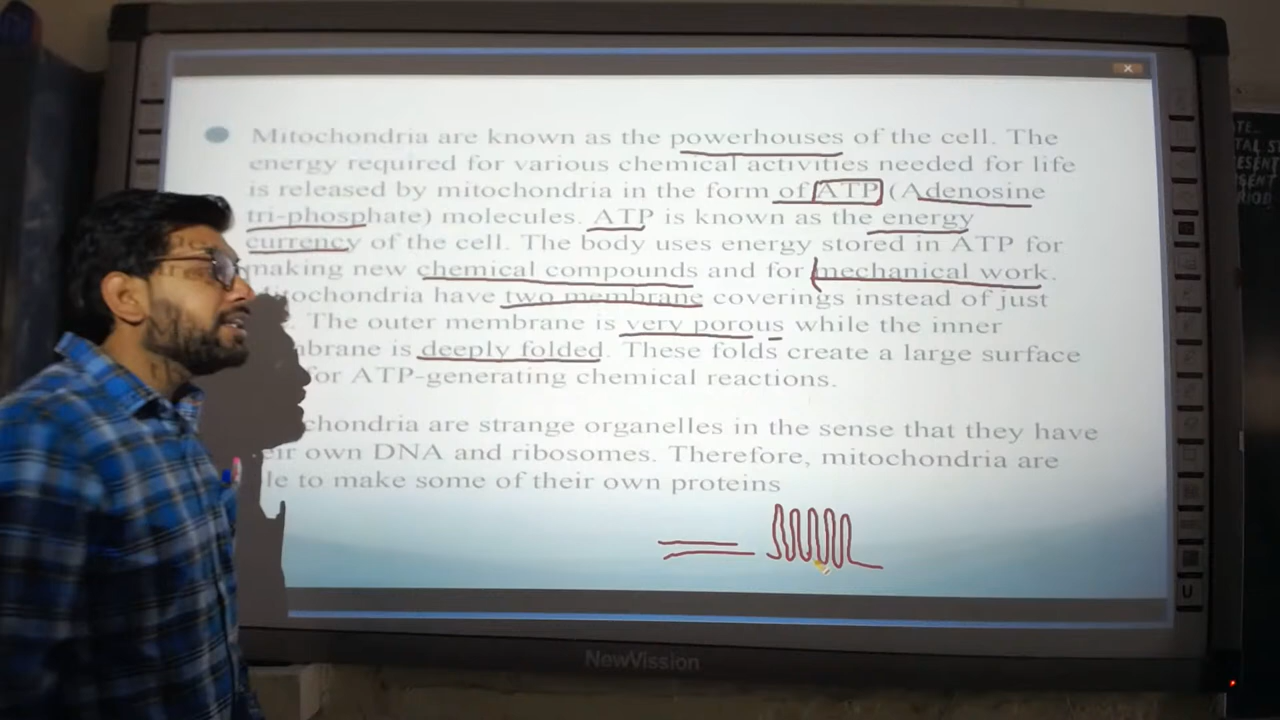 Mitochondria are known as the powerhouses of the cell. The
energy required for various chemical activities needed for life
is released by mitochondria in the form of ATP (Adenosine
tri-phosphate) molecules. ATP is known as the energy
currency of the cell. The body uses energy stored in ATP for
making new chemical compounds and for mechanical work.
itochondria have two membrane coverings instead of just
. The outer membrane is very porous while the inner
mbrane is deeply folded. These folds create a large surface
for ATP-generating chemical reactions.
chondria are strange organelles in the sense that they have
eir own DNA and ribosomes. Therefore, mitochondria are
le to make some of their own proteins
NewVission